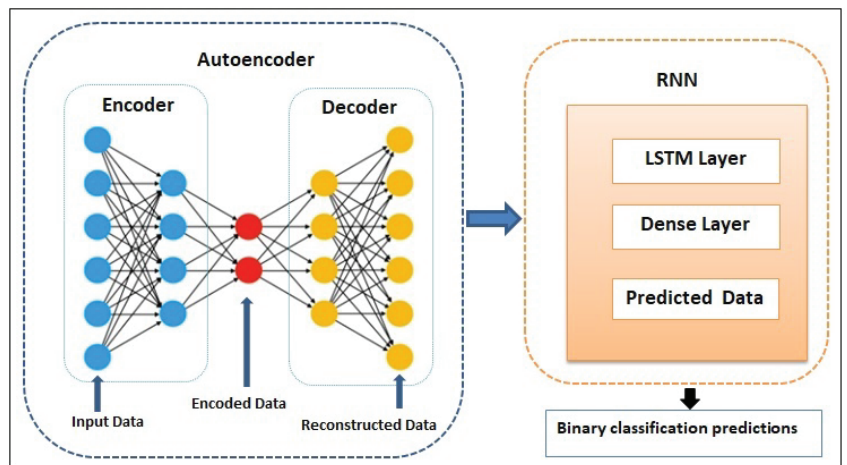 Autoencoder
Encoder
Decoder
Input Data
Encoded Data
Reconstructed Data
RNN
LSTM Layer
Dense Layer
Predicted Data
Binary classification predictions